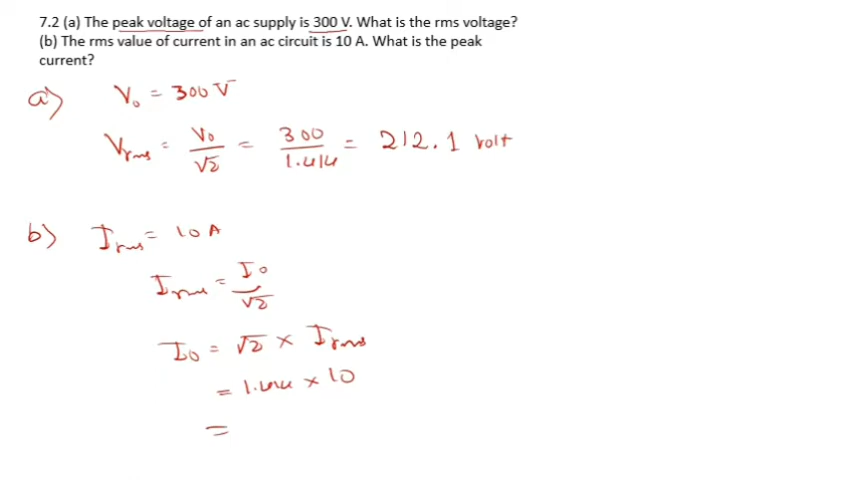 7.2 (a) The peak voltage of an ac supply is 300 V. What is the rms voltage?
(b) The rms value of current in an ac circuit is 10 A. What is the peak
current?
a) V₀ = 300 V
Vrms = V₀/√2 = 300/1.414 = 212.1 volt
b) Irms = 10 A
Irms = I₀/√2
I₀ = √2 × Irms
= 1.414 × 10
=